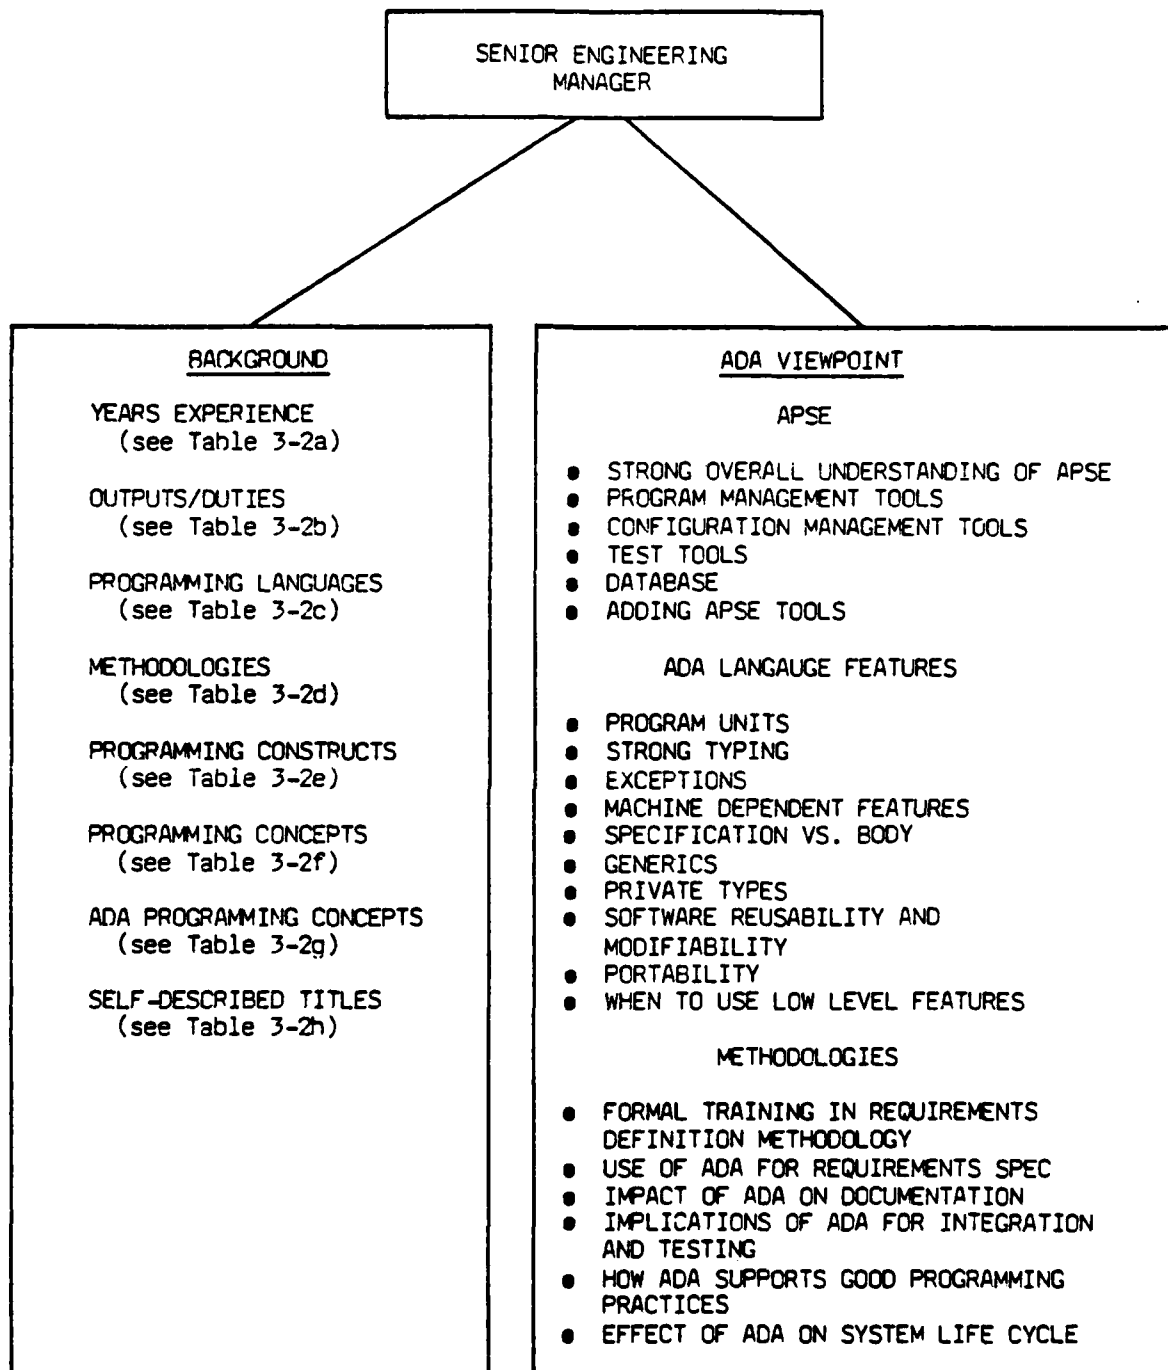 SENIOR ENGINEERING
MANAGER
BACKGROUND
YEARS EXPERIENCE
(see Table 3-2a)
OUTPUTS/DUTIES
(see Table 3-2b)
PROGRAMMING LANGUAGES
(see Table 3-2c)
METHODOLOGIES
(see Table 3-2d)
PROGRAMMING CONSTRUCTS
(see Table 3-2e)
PROGRAMMING CONCEPTS
(see Table 3-2f)
ADA PROGRAMMING CONCEPTS
(see Table 3-2g)
SELF-DESCRIBED TITLES
(see Table 3-2h)
ADA VIEWPOINT
APSE
● STRONG OVERALL UNDERSTANDING OF APSE
● PROGRAM MANAGEMENT TOOLS
● CONFIGURATION MANAGEMENT TOOLS
● TEST TOOLS
● DATABASE
● ADDING APSE TOOLS
ADA LANGAUGE FEATURES
● PROGRAM UNITS
● STRONG TYPING
● EXCEPTIONS
● MACHINE DEPENDENT FEATURES
● SPECIFICATION VS. BODY
● GENERICS
● PRIVATE TYPES
● SOFTWARE REUSABILITY AND
MODIFIABILITY
● PORTABILITY
● WHEN TO USE LOW LEVEL FEATURES
METHODOLOGIES
● FORMAL TRAINING IN REQUIREMENTS
DEFINITION METHODOLOGY
● USE OF ADA FOR REQUIREMENTS SPEC
● IMPACT OF ADA ON DOCUMENTATION
● IMPLICATIONS OF ADA FOR INTEGRATION
AND TESTING
● HOW ADA SUPPORTS GOOD PROGRAMMING
PRACTICES
● EFFECT OF ADA ON SYSTEM LIFE CYCLE